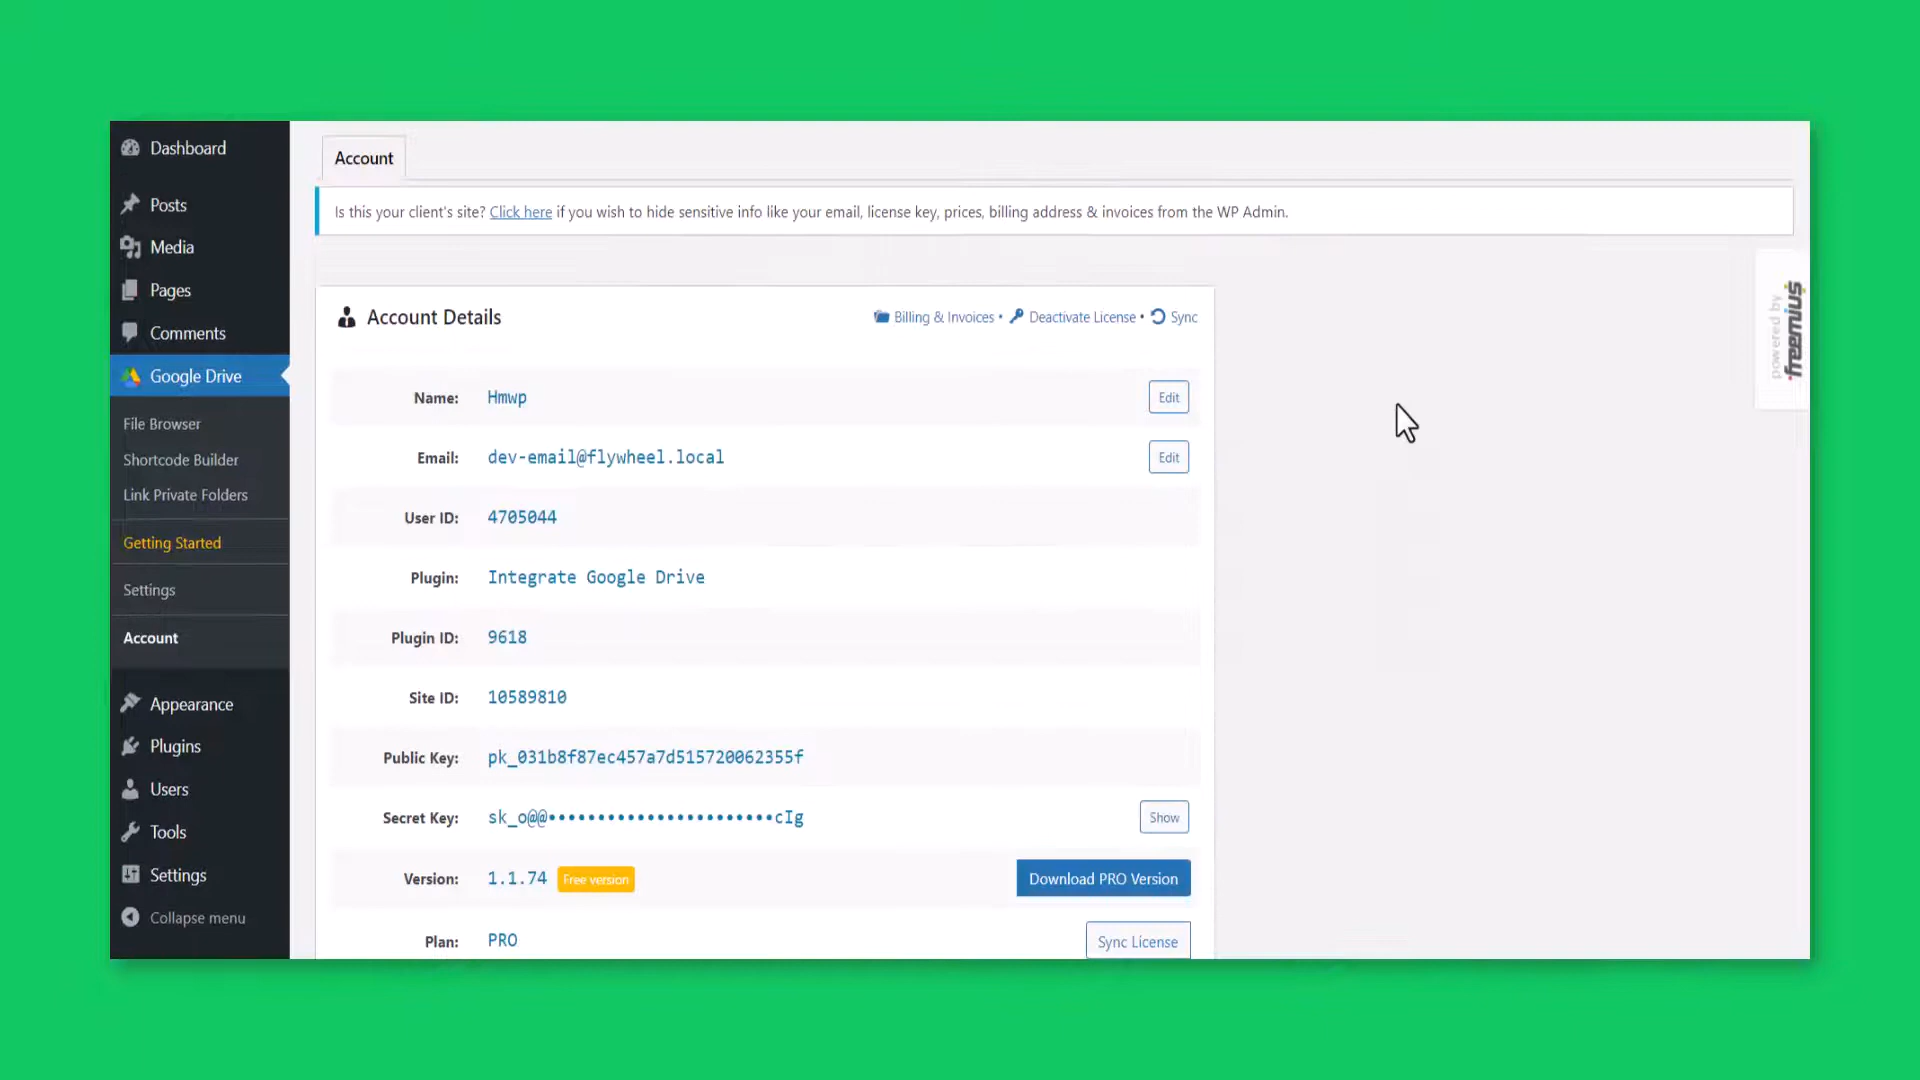 Dashboard
Posts
Media
Pages
Comments
Google Drive
File Browser
Shortcode Builder
Link Private Folders
Getting Started
Settings
Account
Appearance
Plugins
Users
Tools
Settings
Collapse menu
Account
Is this your client's site? Click here if you wish to hide sensitive info like your email, license key, prices, billing address & invoices from the WP Admin.
Account Details
Billing & Invoices • Deactivate License • Sync
Name: Hmwp Edit
Email: dev-email@flywheel.local Edit
User ID: 4705044
Plugin: Integrate Google Drive
Plugin ID: 9618
Site ID: 10589810
Public Key: pk_031b8f87ec457a7d515720062355f
Secret Key: sk_o@@•••••••••••••••••••••••cIg Show
Version: 1.1.74 Free version Download PRO Version
Plan: PRO Sync License
powered by
freemius